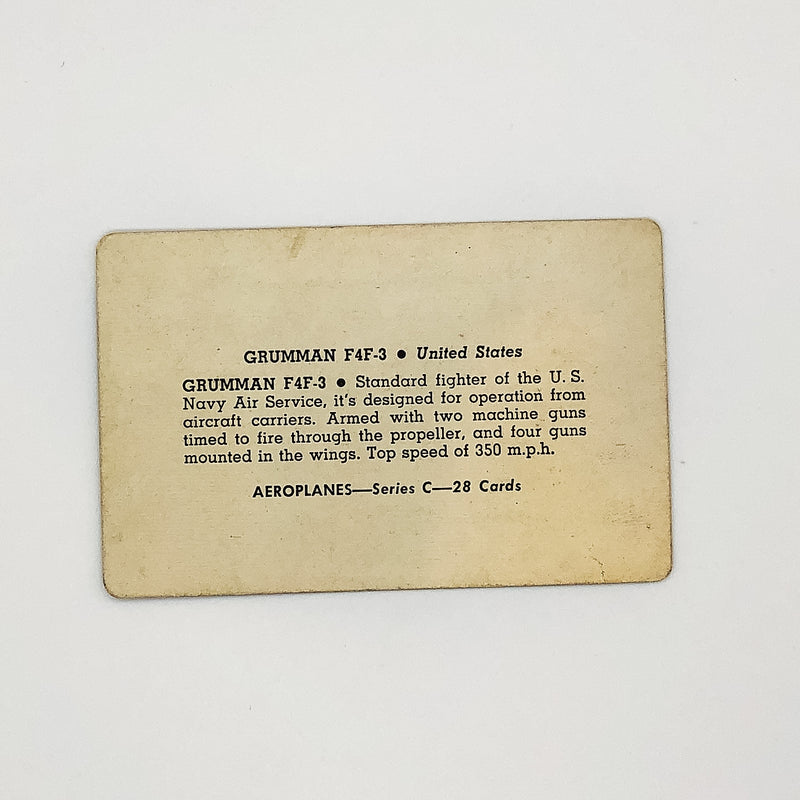 GRUMMAN F4F-3 ● United States
GRUMMAN F4F-3 ● Standard fighter of the U. S.
Navy Air Service, it's designed for operation from
aircraft carriers. Armed with two machine guns
timed to fire through the propeller, and four guns
mounted in the wings. Top speed of 350 m.p.h.
AEROPLANES—Series C—28 Cards